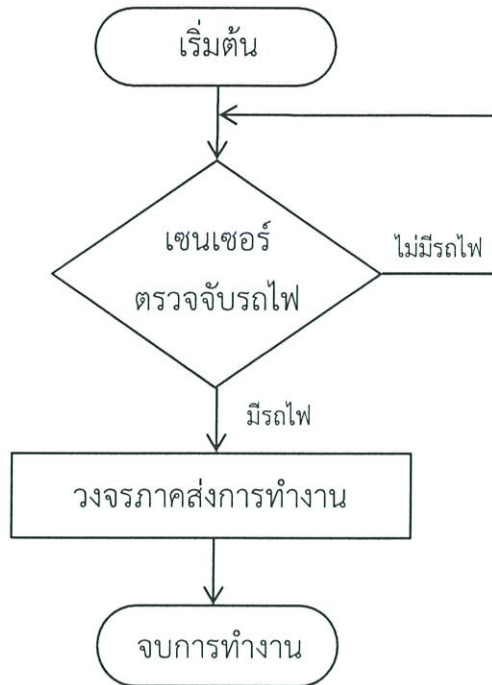 เริ่มต้น
เซนเซอร์
ตรวจจับรถไฟ
ไม่มีรถไฟ
มีรถไฟ
วงจรภาคส่งการทำงาน
จบการทำงาน